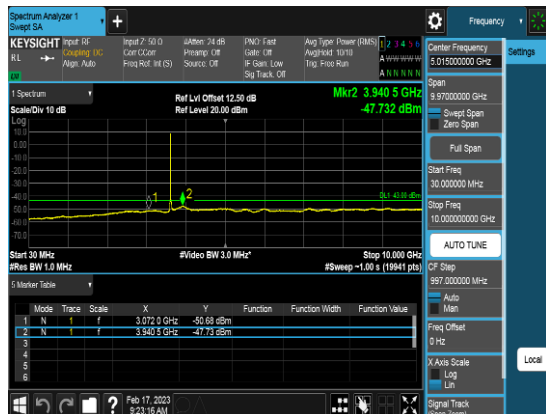 Spectrum Analyzer 1
Swept SA
+
Frequency
KEYSIGHT
RL
Input: RF
Coupling: DC
Align: Auto
Input Z: 50 Ω
Corr CCorr
Freq Ref: Int (S)
#Atten: 24 dB
Preamp: Off
Source: Off
PNO: Fast
Gate: Off
IF Gain: Low
Sig Track: Off
Avg Type: Power (RMS)
Avg|Hold: 10/10
Trig: Free Run
1 2 3 4 5 6
A W W W W W
A N N N N N
LXI
1 Spectrum
Scale/Div 10 dB
Ref Lvl Offset 12.50 dB
Ref Level 20.00 dBm
Mkr2 3.940 5 GHz
-47.732 dBm
Log
10.0
0.00
-10.0
-20.0
-30.0
-40.0
-50.0
-60.0
-70.0
1
2
DL1 -43.00 dBm
Start 30 MHz
#Res BW 1.0 MHz
#Video BW 3.0 MHz*
Stop 10.000 GHz
#Sweep ~1.00 s (19941 pts)
5 Marker Table
Mode Trace Scale X Y Function Function Width Function Value
1 N 1 f 3.072 0 GHz -50.68 dBm
2 N 1 f 3.940 5 GHz -47.73 dBm
3
4
5
6
Feb 17, 2023
9:23:16 AM
Center Frequency
5.015000000 GHz
Span
9.97000000 GHz
Swept Span
Zero Span
Full Span
Start Freq
30.000000 MHz
Stop Freq
10.000000000 GHz
AUTO TUNE
CF Step
997.000000 MHz
Auto
Man
Freq Offset
0 Hz
X Axis Scale
Log
Lin
Signal Track
(Span Zoom)
Settings
Local